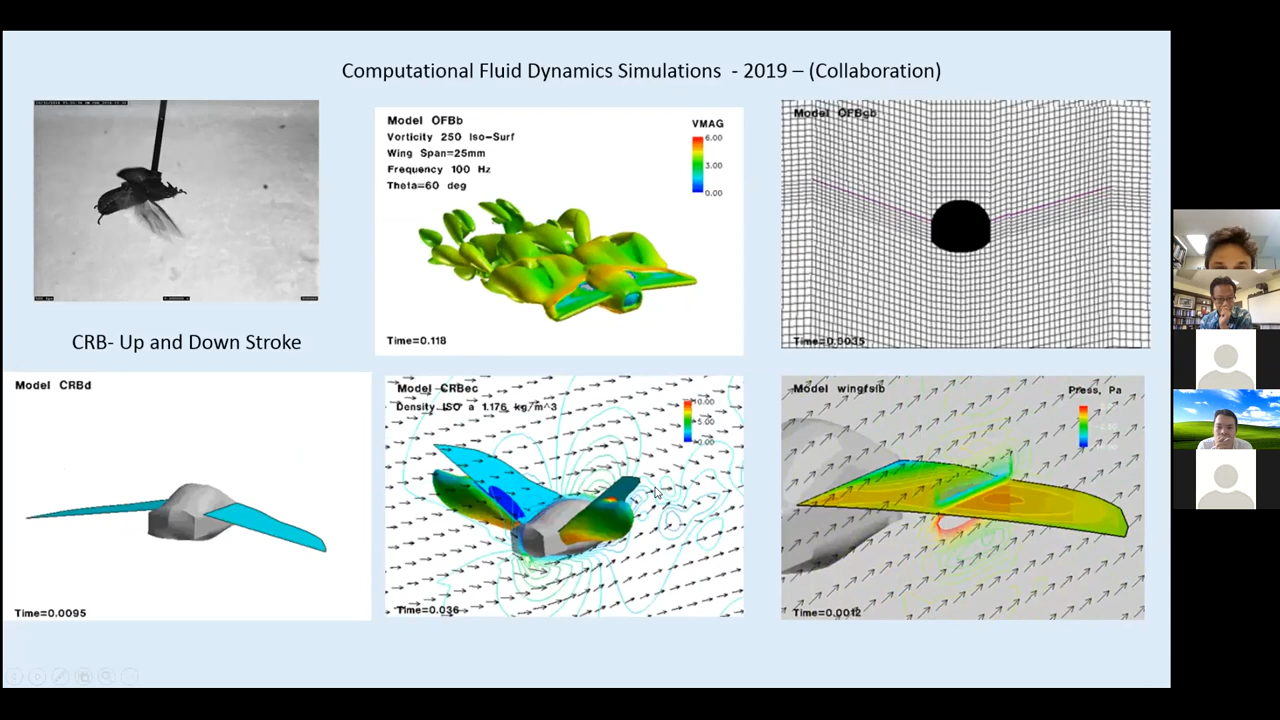 Computational Fluid Dynamics Simulations - 2019 – (Collaboration)
CRB- Up and Down Stroke
Model OFBb
Vorticity 250 Iso-Surf
Wing Span=25mm
Frequency 100 Hz
Theta=60 deg
VMAG
6.00
3.00
0.00
Time=0.118
Model OFBgb
Time=0.0035
Model CRBd
Time=0.0095
Model CRBec
Density ISO a 1.176 kg/m^3
Time=0.036
Model wingfsib
Press, Pa
Time=0.0012